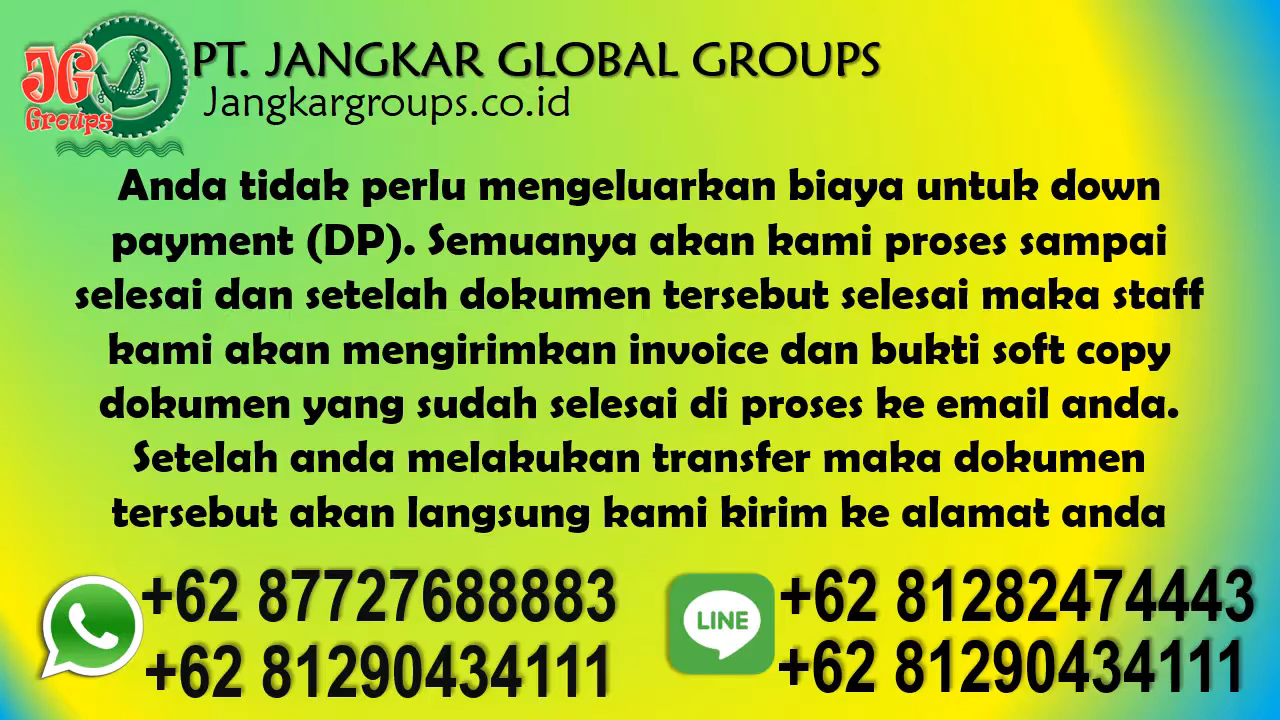 JG
Groups
PT. JANGKAR GLOBAL GROUPS
Jangkargroups.co.id
Anda tidak perlu mengeluarkan biaya untuk down
payment (DP). Semuanya akan kami proses sampai
selesai dan setelah dokumen tersebut selesai maka staff
kami akan mengirimkan invoice dan bukti soft copy
dokumen yang sudah selesai di proses ke email anda.
Setelah anda melakukan transfer maka dokumen
tersebut akan langsung kami kirim ke alamat anda
+62 87727688883
+62 81290434111
LINE
+62 81282474443
+62 81290434111